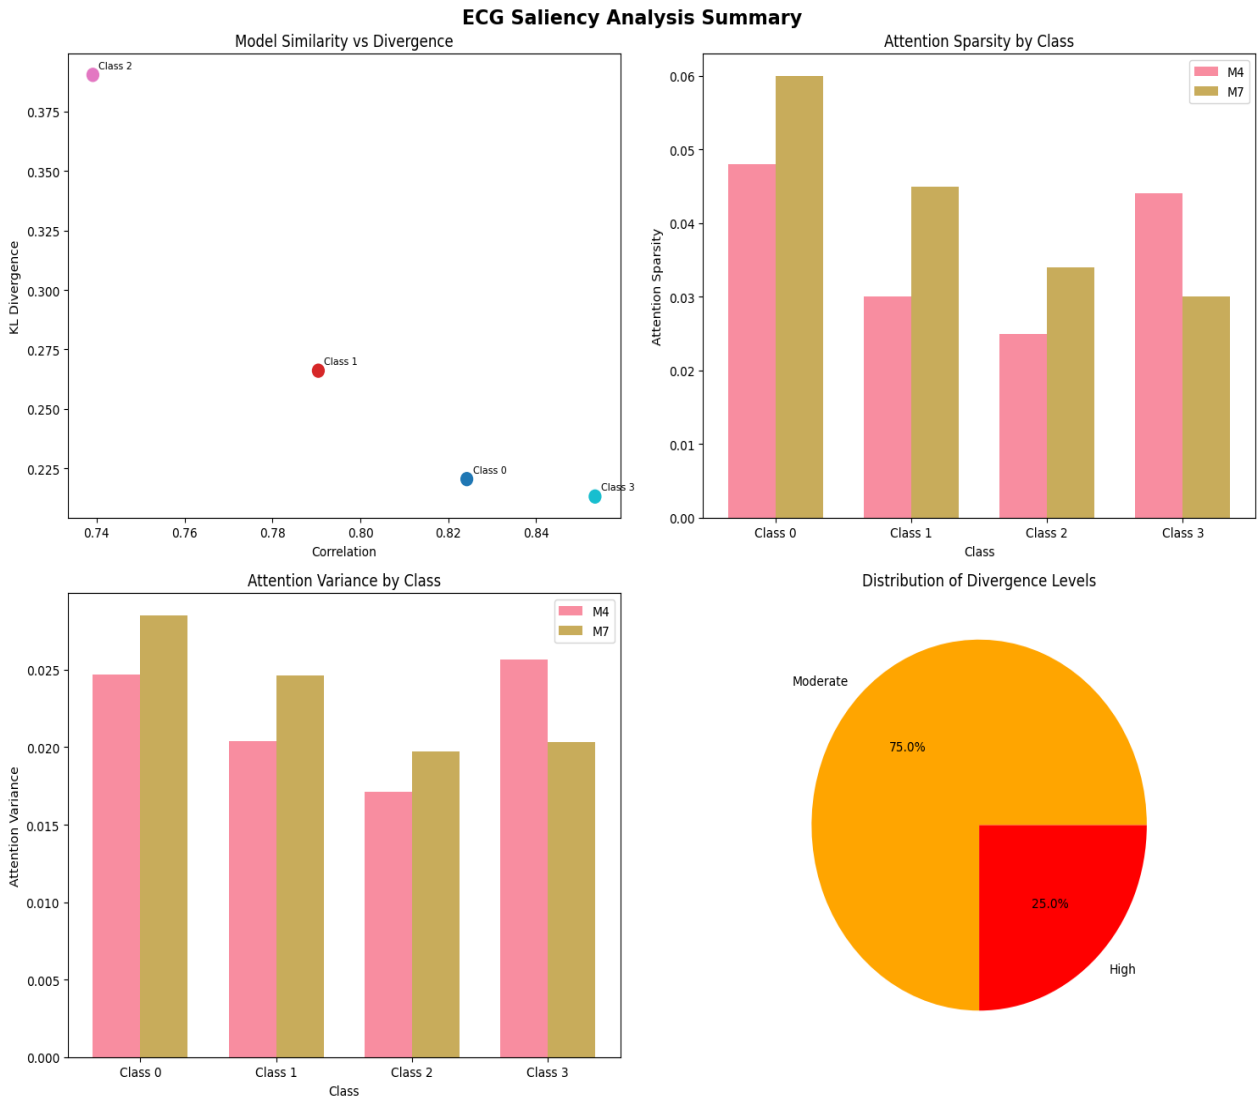 ECG Saliency Analysis Summary
Model Similarity vs Divergence
Class 2
Class 1
Class 0
Class 3
0.375
0.350
0.325
0.300
0.275
0.250
0.225
KL Divergence
0.74 0.76 0.78 0.80 0.82 0.84
Correlation
Attention Sparsity by Class
M4
M7
0.06
0.05
0.04
0.03
0.02
0.01
0.00
Attention Sparsity
Class 0 Class 1 Class 2 Class 3
Class
Attention Variance by Class
M4
M7
0.025
0.020
0.015
0.010
0.005
0.000
Attention Variance
Class 0 Class 1 Class 2 Class 3
Class
Distribution of Divergence Levels
Moderate
75.0%
25.0%
High